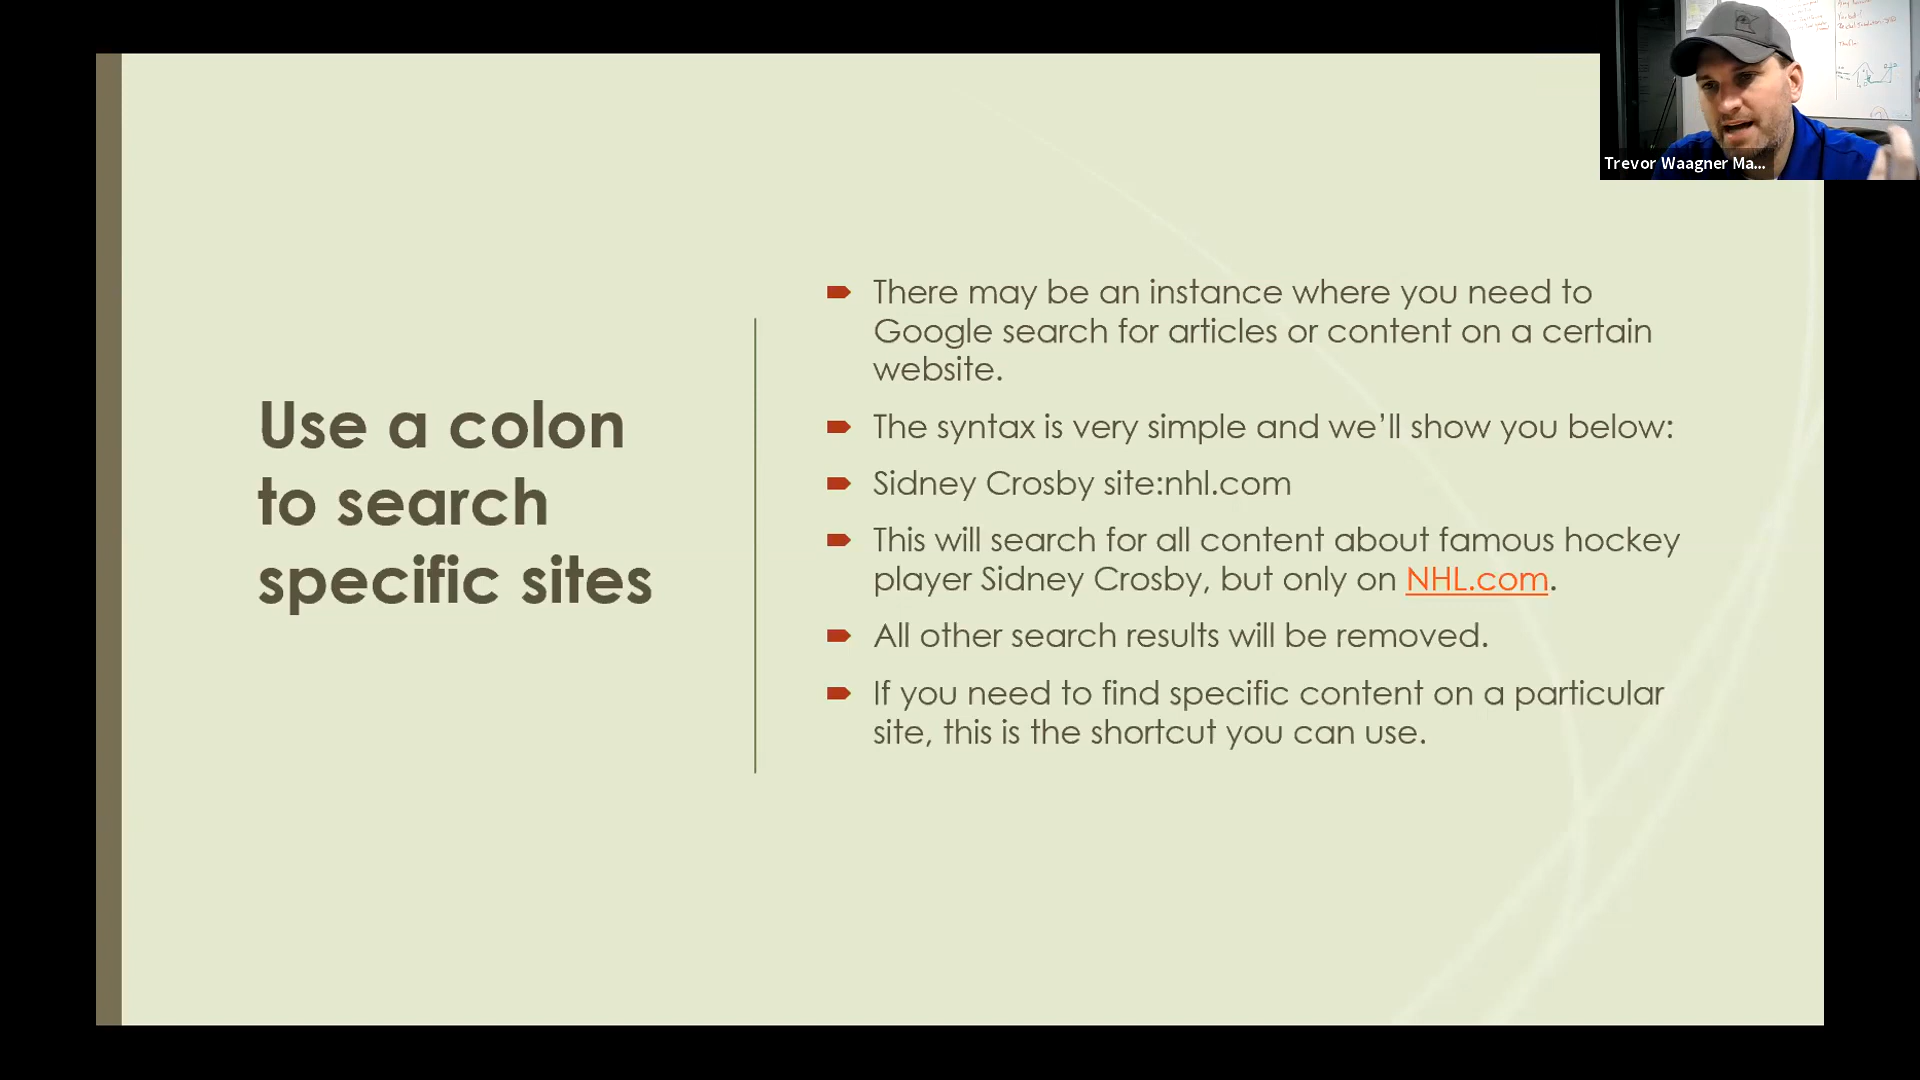 Use a colon
to search
specific sites
There may be an instance where you need to
Google search for articles or content on a certain
website.
The syntax is very simple and we’ll show you below:
Sidney Crosby site:nhl.com
This will search for all content about famous hockey
player Sidney Crosby, but only on NHL.com.
All other search results will be removed.
If you need to find specific content on a particular
site, this is the shortcut you can use.
Trevor Waagner Ma...